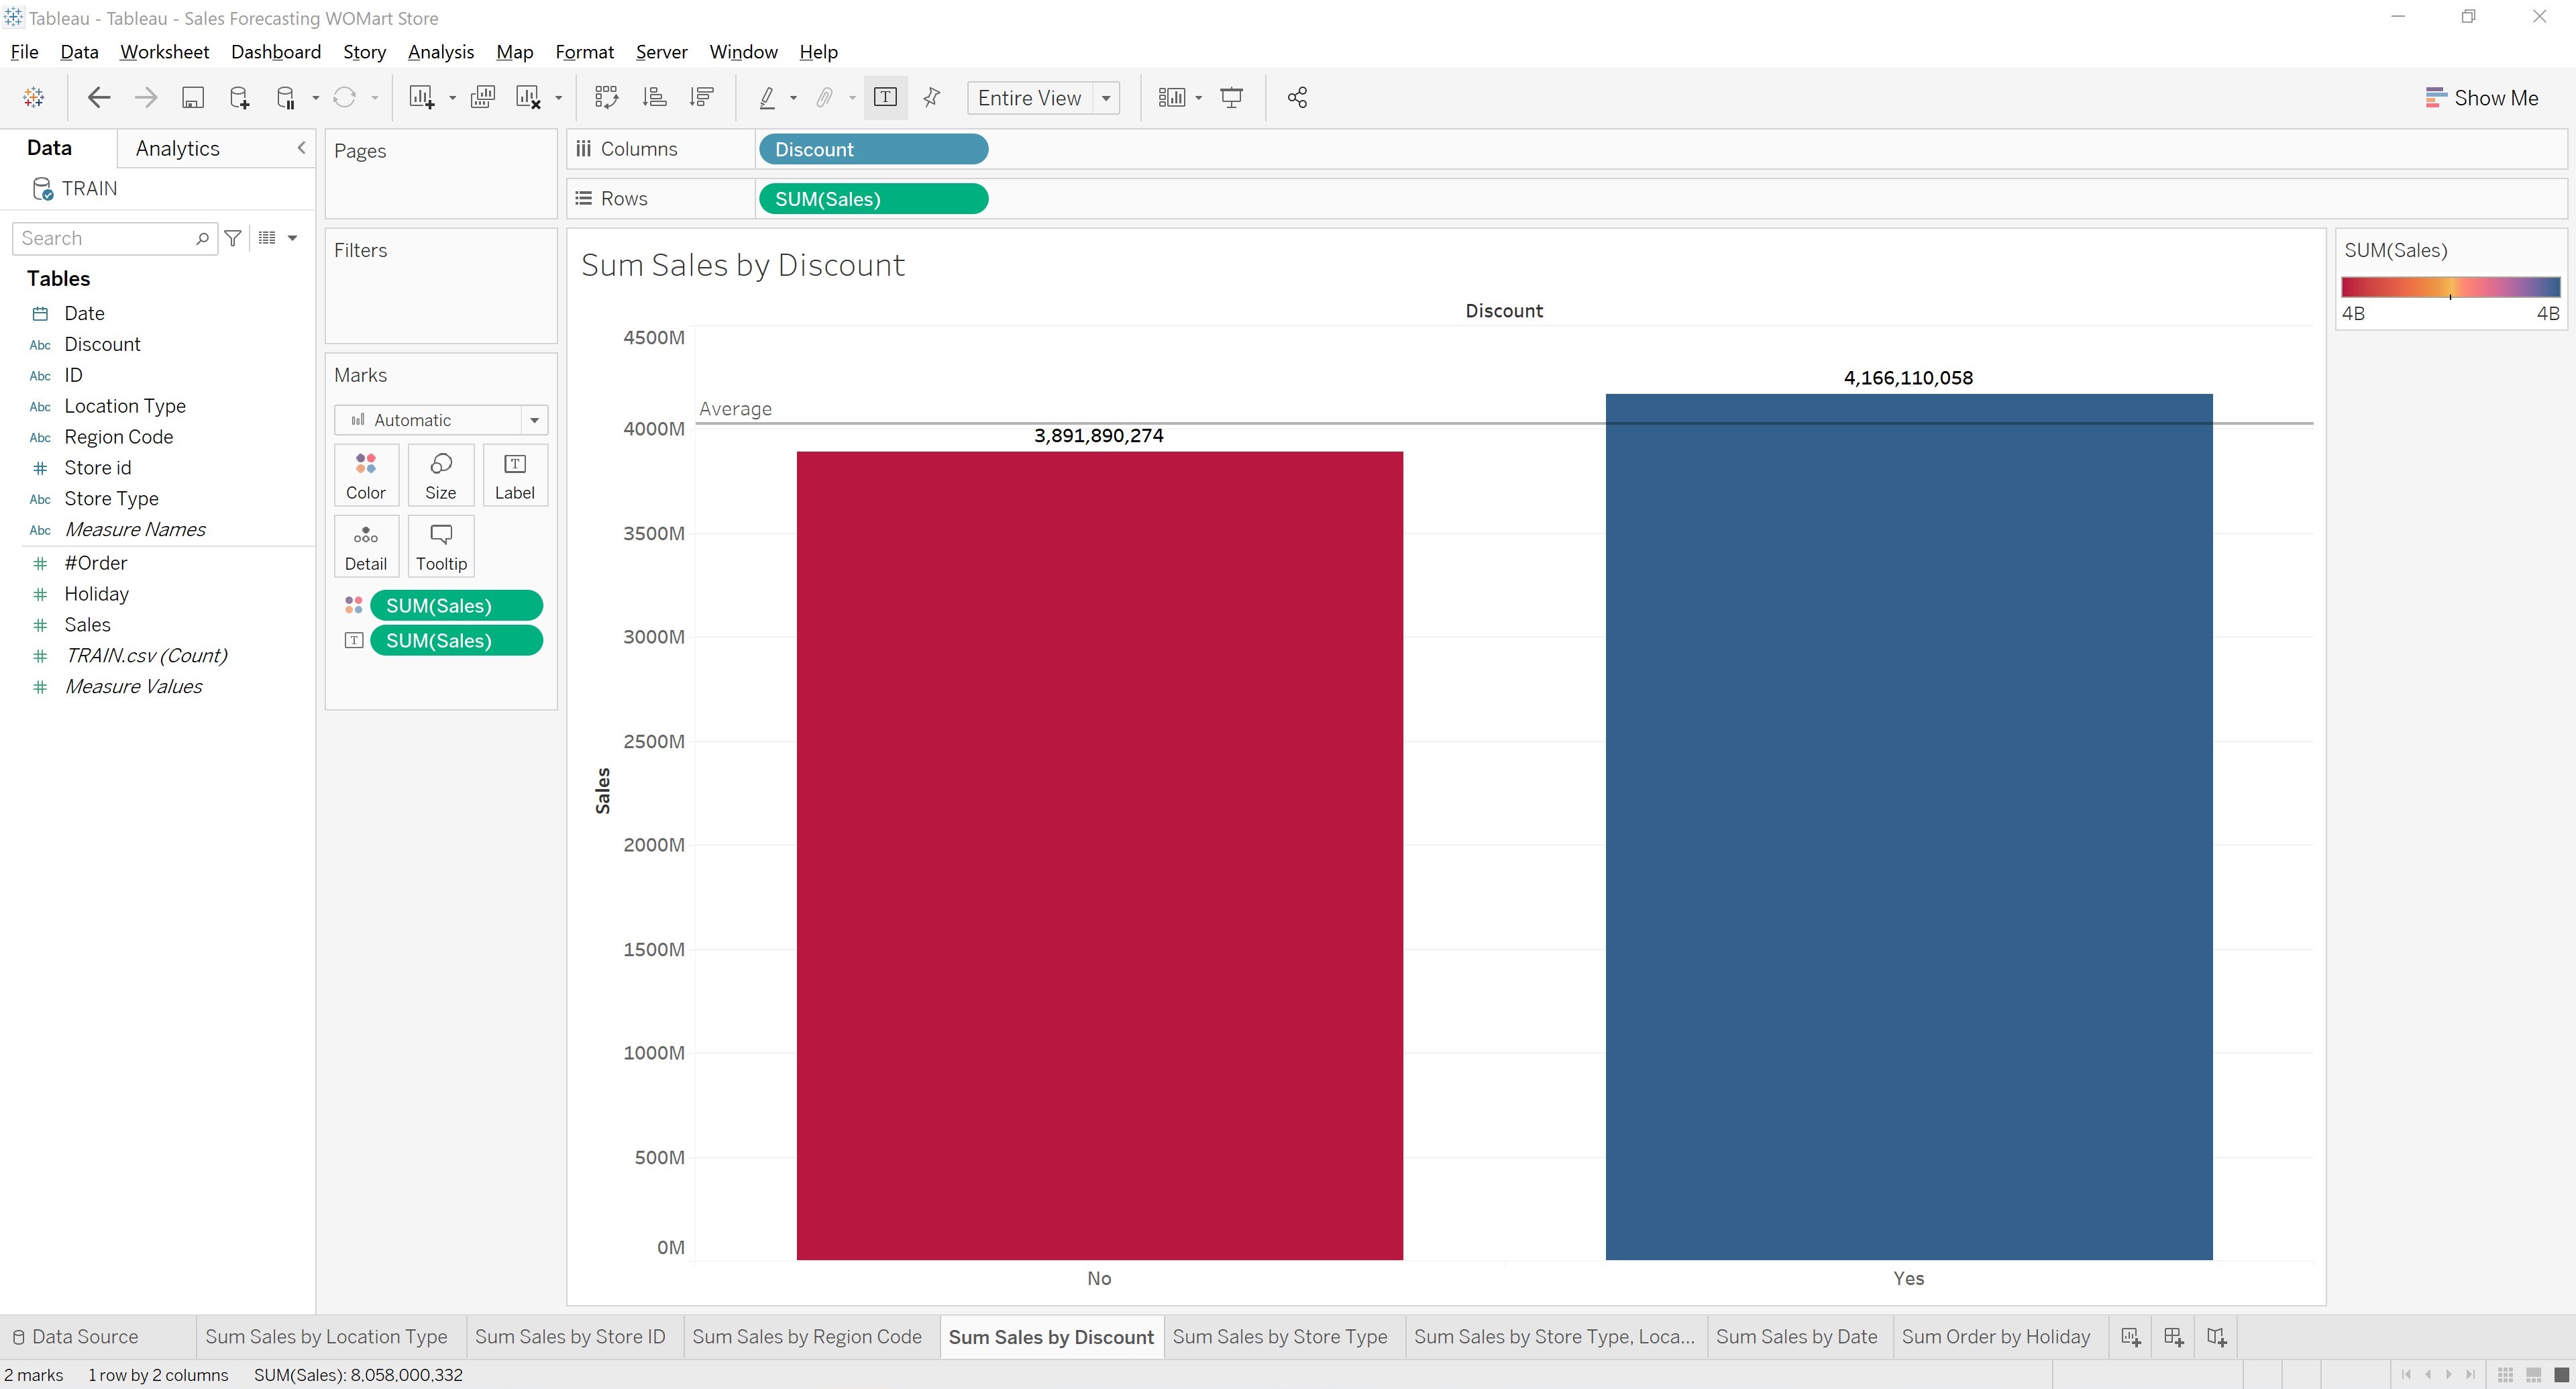 Tableau - Tableau - Sales Forecasting WOMart Store
File Data Worksheet Dashboard Story Analysis Map Format Server Window Help
Entire View
Show Me
Data Analytics
TRAIN
Search
Tables
Date
Abc Discount
Abc ID
Abc Location Type
Abc Region Code
# Store id
Abc Store Type
Abc Measure Names
# #Order
# Holiday
# Sales
# TRAIN.csv (Count)
# Measure Values
Pages
Filters
Marks
Automatic
Color Size Label
Detail Tooltip
SUM(Sales)
SUM(Sales)
Columns Discount
Rows SUM(Sales)
Sum Sales by Discount
Discount
4500M
4000M
3500M
3000M
2500M
2000M
1500M
1000M
500M
0M
Sales
Average
3,891,890,274
4,166,110,058
No Yes
SUM(Sales)
4B 4B
Data Source Sum Sales by Location Type Sum Sales by Store ID Sum Sales by Region Code Sum Sales by Discount Sum Sales by Store Type Sum Sales by Store Type, Loca... Sum Sales by Date Sum Order by Holiday
2 marks 1 row by 2 columns SUM(Sales): 8,058,000,332